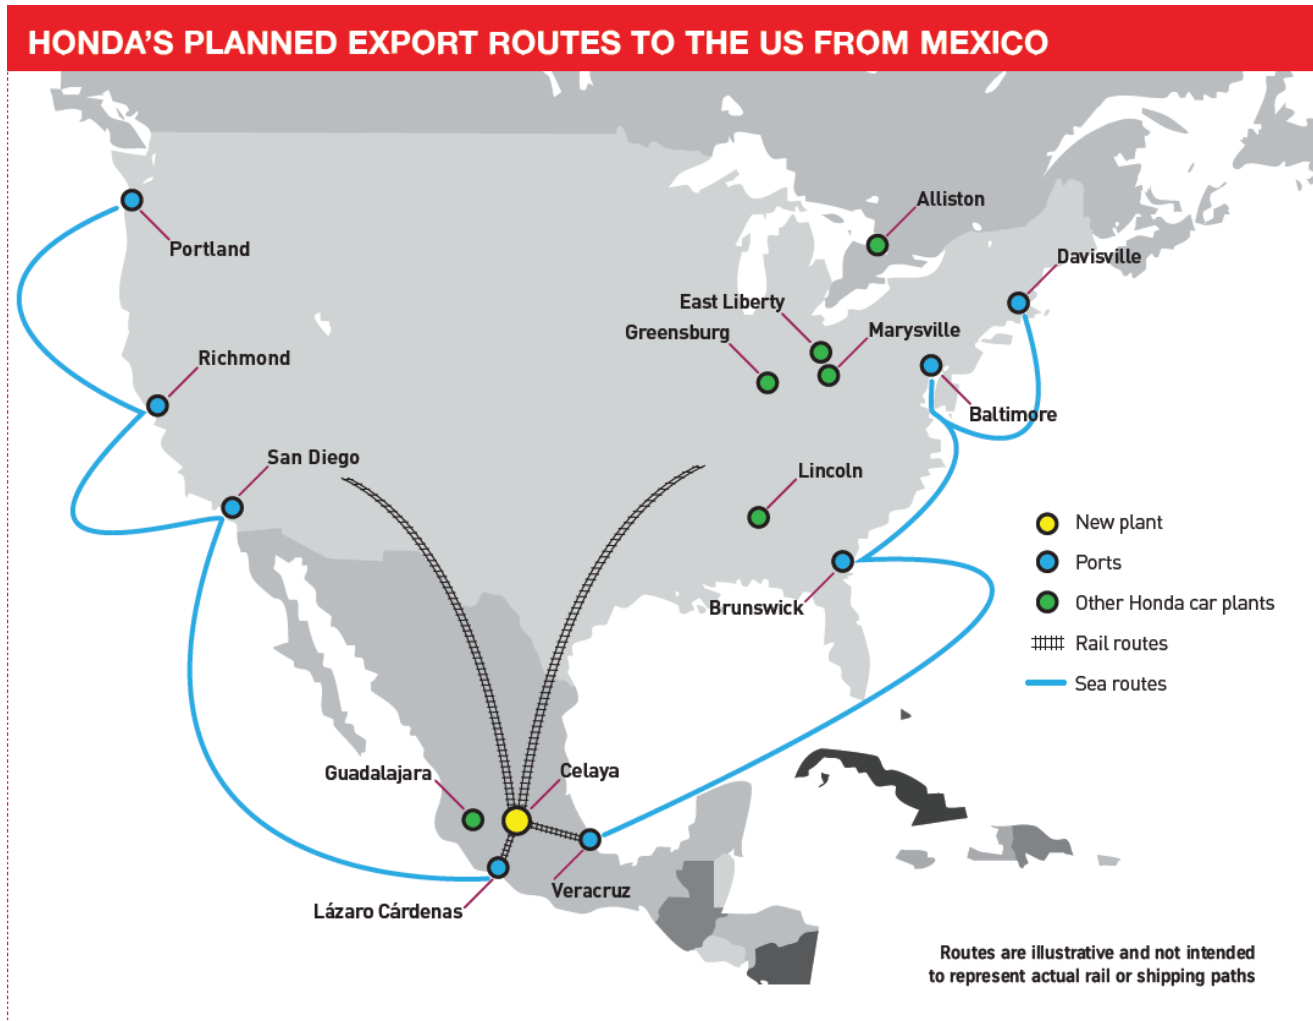 HONDA'S PLANNED EXPORT ROUTES TO THE US FROM MEXICO
Alliston
Portland
Davisville
East Liberty
Greensburg
Marysville
Richmond
Baltimore
San Diego
Lincoln
New plant
Ports
Brunswick
Other Honda car plants
Rail routes
Sea routes
Guadalajara
Celaya
Veracruz
Lázaro Cárdenas
Routes are illustrative and not intended
to represent actual rail or shipping paths